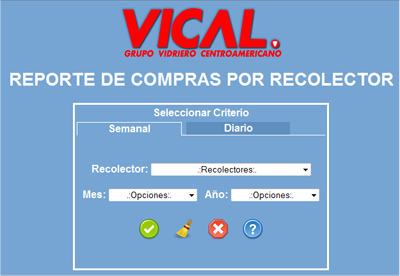 VICAL.
GRUPO VIDRIERO CENTROAMERICANO
REPORTE DE COMPRAS POR RECOLECTOR
Seleccionar Criterio
Semanal Diario
Recolector: .:Recolectores:.
Mes: .:Opciones:. Año: .:Opciones:.
?